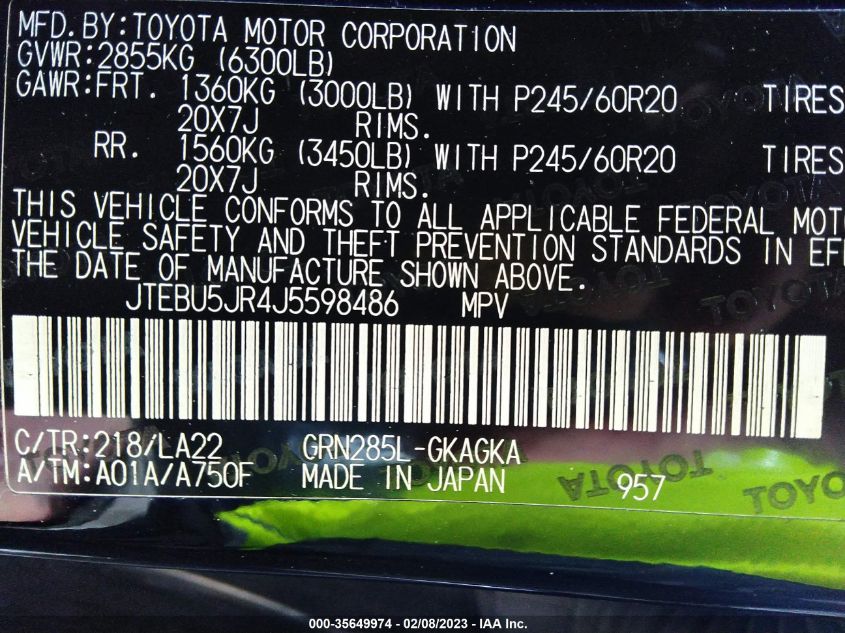 MFD.BY:TOYOTA MOTOR CORPORATION
GVWR:2855KG (6300LB)
GAWR:FRT. 1360KG (3000LB) WITH P245/60R20 TIRES
20X7J RIMS.
RR. 1560KG (3450LB) WITH P245/60R20 TIRES
20X7J RIMS.
THIS VEHICLE CONFORMS TO ALL APPLICABLE FEDERAL MOT
VEHICLE SAFETY AND THEFT PREVENTION STANDARDS IN EF
THE DATE OF MANUFACTURE SHOWN ABOVE.
JTEBU5JR4J5598486 MPV
C/TR:218/LA22 GRN285L-GKAGKA
A/TM:A01A/A750F MADE IN JAPAN 957
TOYOTA
TOYOTA
TOYOTA
000-35649974 - 02/08/2023 - IAA Inc.